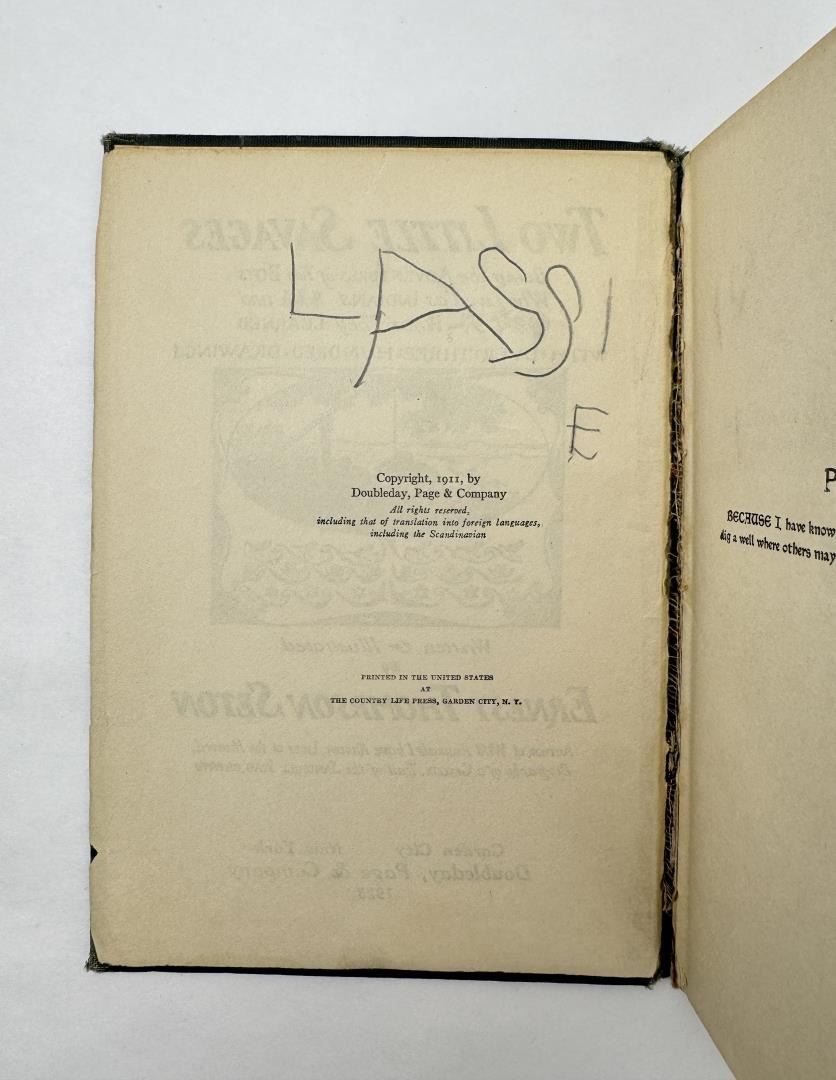 LASSI
E
Copyright, 1911, by
Doubleday, Page & Company
All rights reserved,
including that of translation into foreign languages,
including the Scandinavian
PRINTED IN THE UNITED STATES
AT
THE COUNTRY LIFE PRESS, GARDEN CITY, N. Y.
P
BECAUSE I have know
dig a well where others may